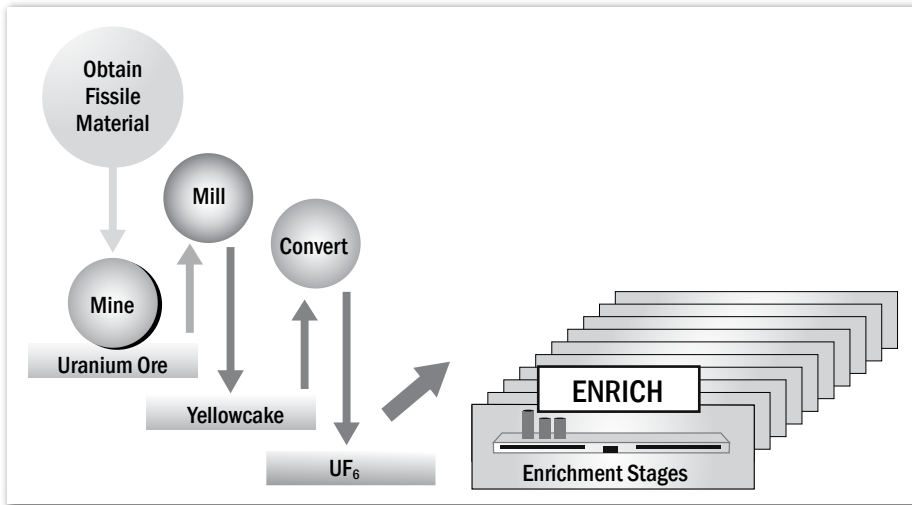 Obtain
Fissile
Material
Mill
Convert
Mine
Uranium Ore
Yellowcake
UF₆
ENRICH
Enrichment Stages